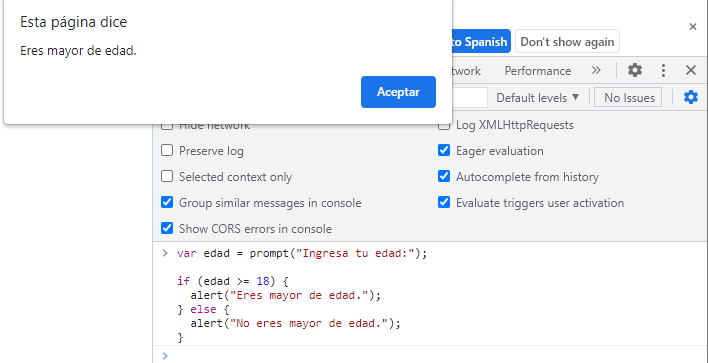 Esta página dice
Eres mayor de edad.
Aceptar
to Spanish
Don't show again
Performance
Default levels
No Issues
Hide network
Log XMLHttpRequests
Preserve log
Eager evaluation
Selected context only
Autocomplete from history
Group similar messages in console
Evaluate triggers user activation
Show CORS errors in console
var edad = prompt("Ingresa tu edad:");
if (edad >= 18) {
alert("Eres mayor de edad.");
} else {
alert("No eres mayor de edad.");
}